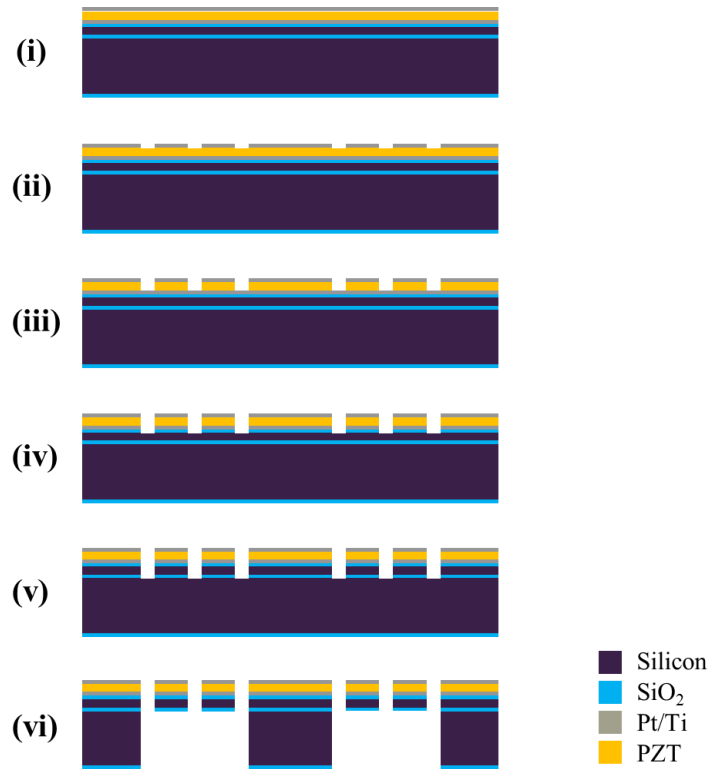 (i)
(ii)
(iii)
(iv)
(v)
(vi)
Silicon
SiO₂
Pt/Ti
PZT